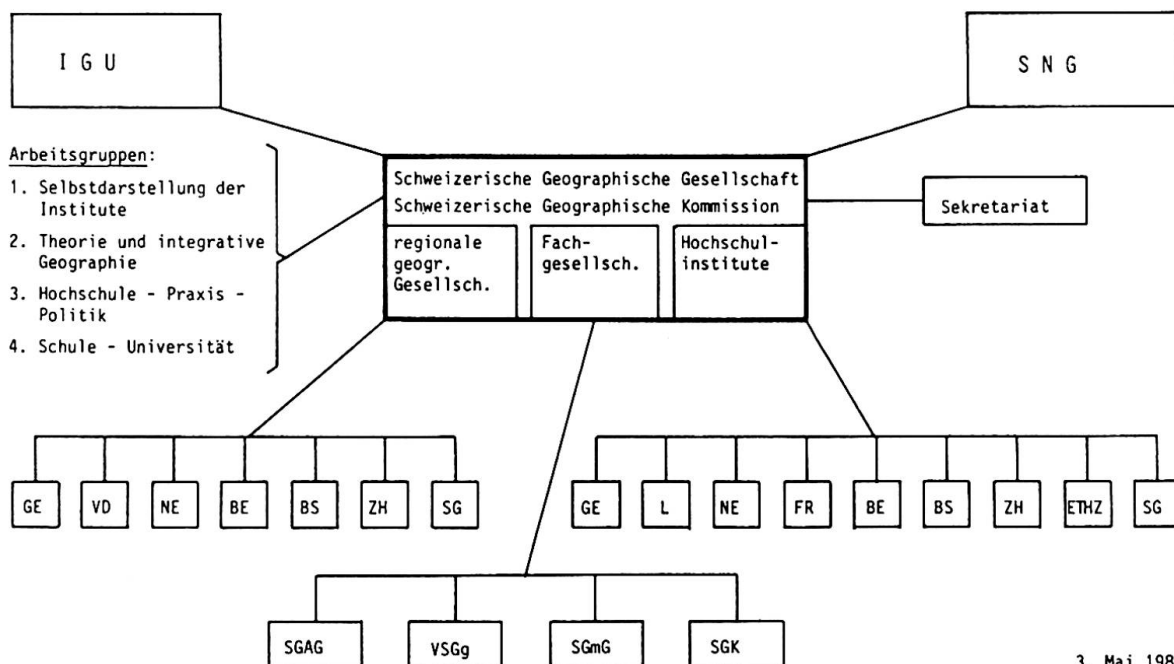 I G U
S N G
Arbeitsgruppen:
1. Selbstdarstellung der
Institute
2. Theorie und integrative
Geographie
3. Hochschule - Praxis -
Politik
4. Schule - Universität
Schweizerische Geographische Gesellschaft
Schweizerische Geographische Kommission
regionale
geogr.
Gesellsch.
Fach-
gesellsch.
Hochschul-
institute
Sekretariat
GE VD NE BE BS ZH SG
GE L NE FR BE BS ZH ETHZ SG
SGAG VSGg SGmG SGK
3. Mai